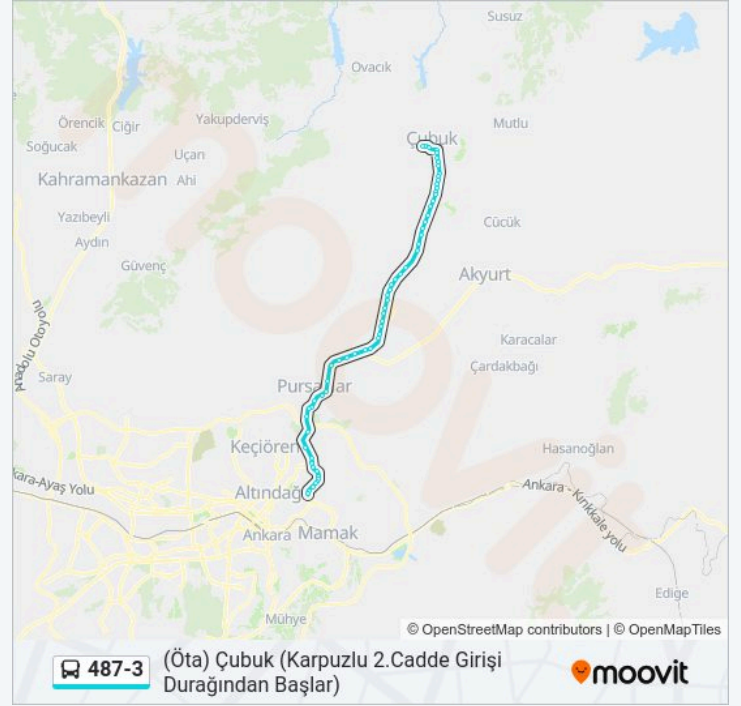 Susuz
Ovacık
Örencik
Ciğir
Yakupderviş
Çubuk
Mutlu
Soğucak
Uçarı
Kahramankazan
Ahi
Yazıbeyli
Aydın
Cücük
Güvenç
Akyurt
Anadolu Otoyolu
Karacalar
Saray
Çardakbağı
Pursaklar
Keçiören
Hasanoğlan
kara-Ayaş Yolu
Altındağ
Ankara - Kırıkkale yolu
Ankara
Mamak
Edige
Mühye
© OpenStreetMap contributors | © OpenMapTiles
487-3
(Öta) Çubuk (Karpuzlu 2.Cadde Girişi
Durağından Başlar)
moovit